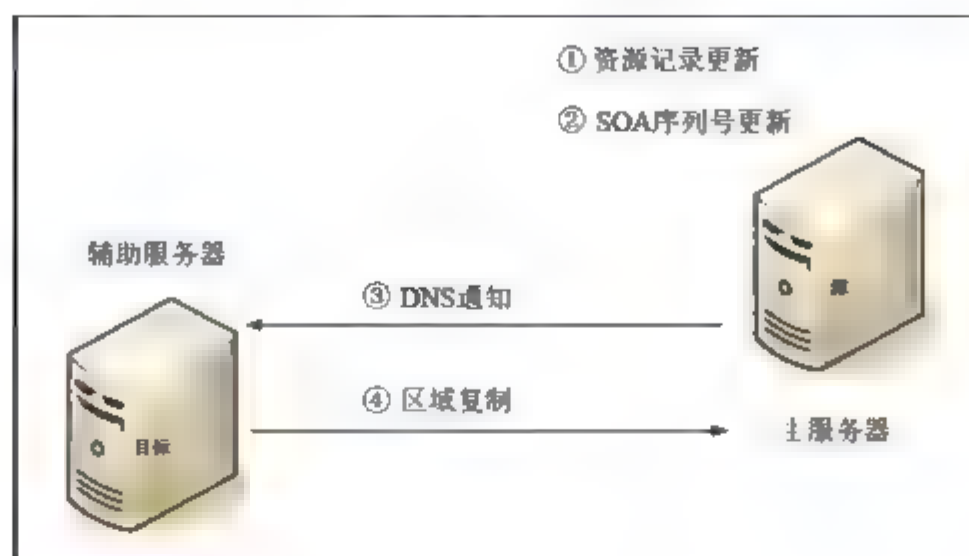 ① 资源记录更新
② SOA序列号更新
辅助服务器
③ DNS通知
源
④ 区域复制
主服务器
目标